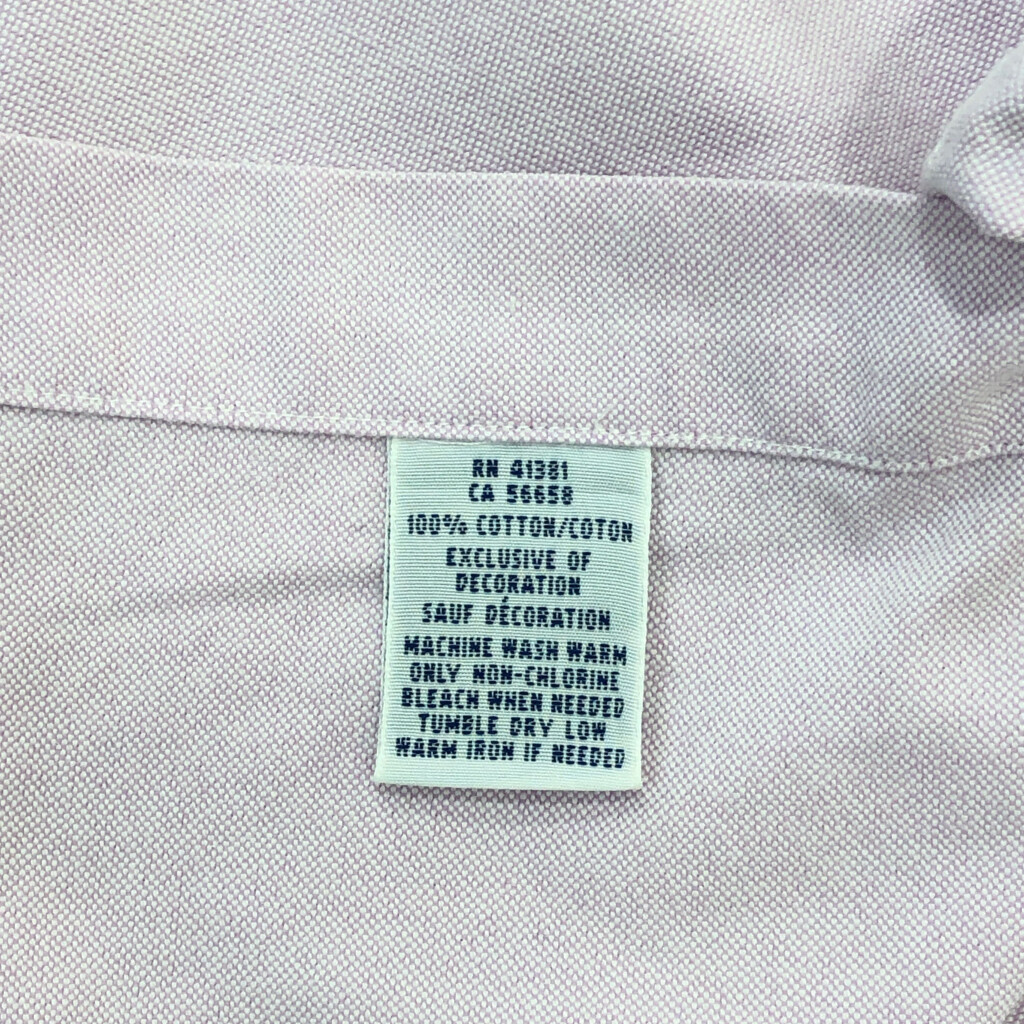 RN 41381
CA 56658
100% COTTON/COTON
EXCLUSIVE OF
DECORATION
SAUF DÉCORATION
MACHINE WASH WARM
ONLY NON-CHLORINE
BLEACH WHEN NEEDED
TUMBLE DRY LOW
WARM IRON IF NEEDED